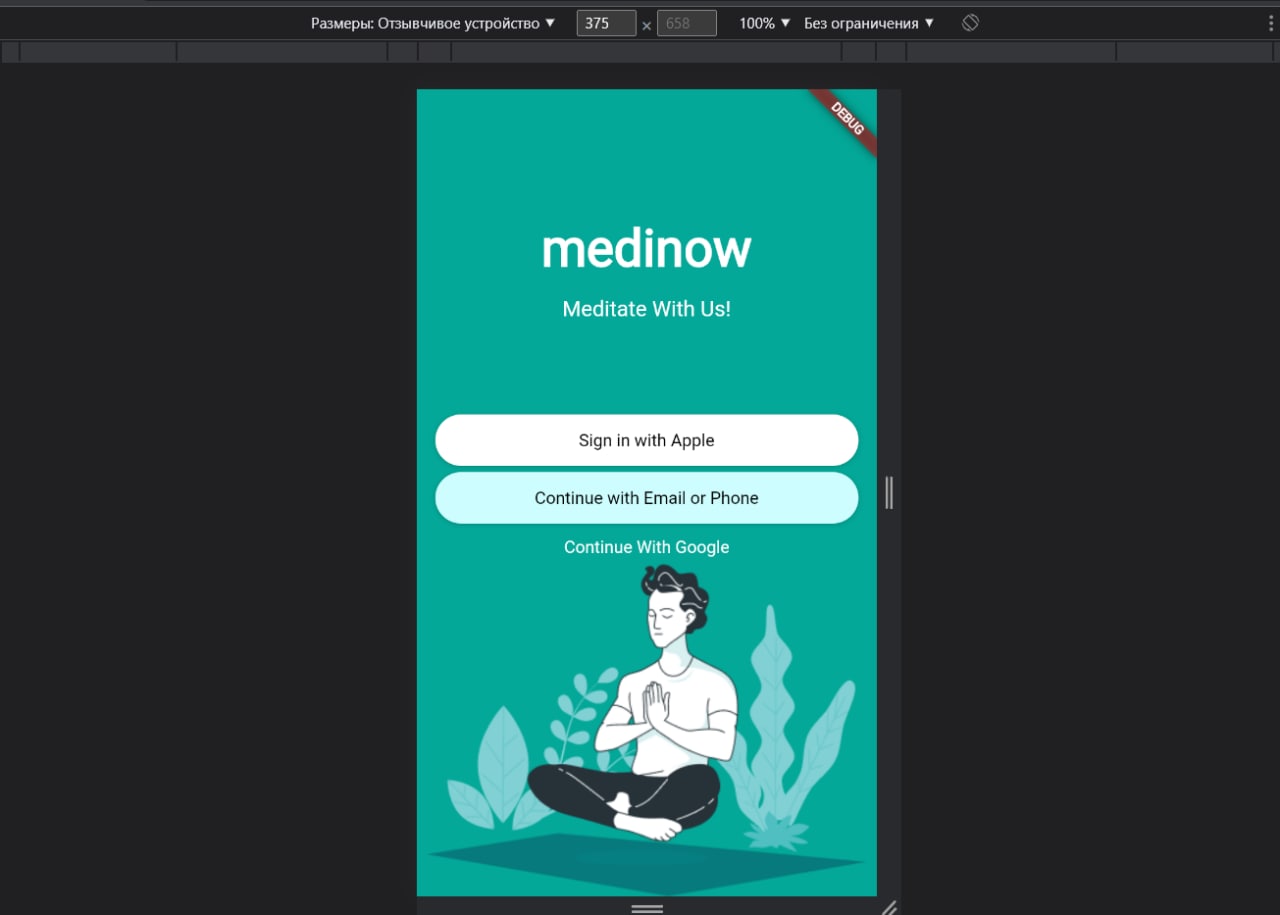 Размеры: Отзывчивое устройство ▼ 375 × 658 100% ▼ Без ограничения ▼
DEBUG
medinow
Meditate With Us!
Sign in with Apple
Continue with Email or Phone
Continue With Google